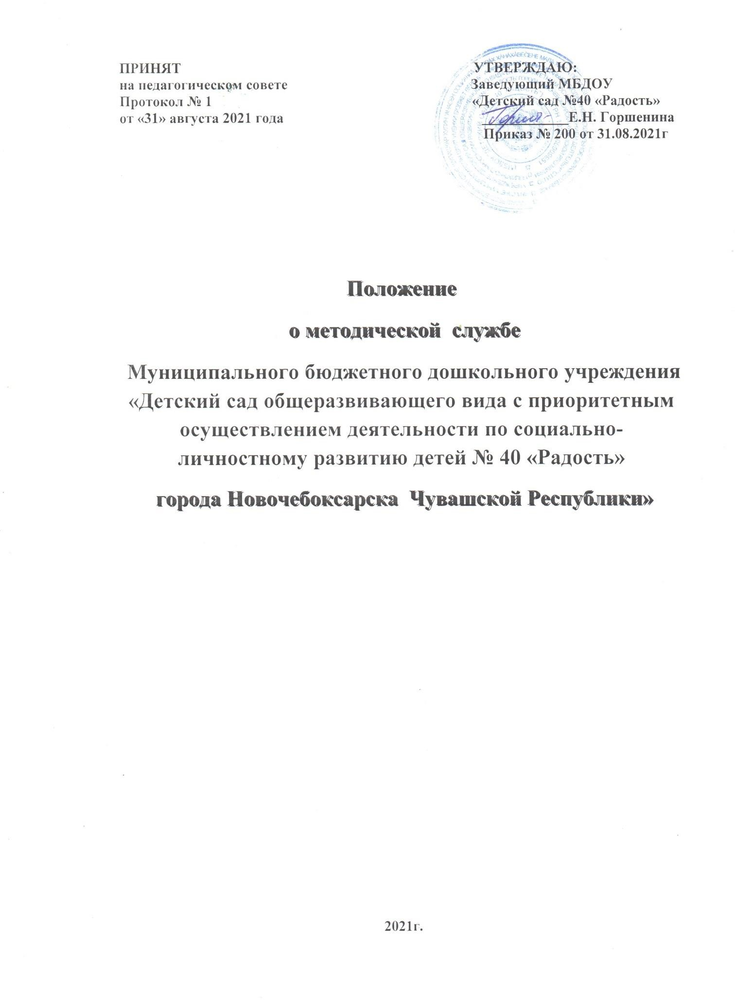 ПРИНЯТ
на педагогическом совете
Протокол № 1
от «31» августа 2021 года
УТВЕРЖДАЮ:
Заведующий МБДОУ
«Детский сад №40 «Радость»
Е.Н. Горшенина
Приказ № 200 от 31.08.2021г
Положение
о методической службе
Муниципального бюджетного дошкольного учреждения
«Детский сад общеразвивающего вида с приоритетным
осуществлением деятельности по социально-
личностному развитию детей № 40 «Радость»
города Новочебоксарска Чувашской Республики»
2021г.